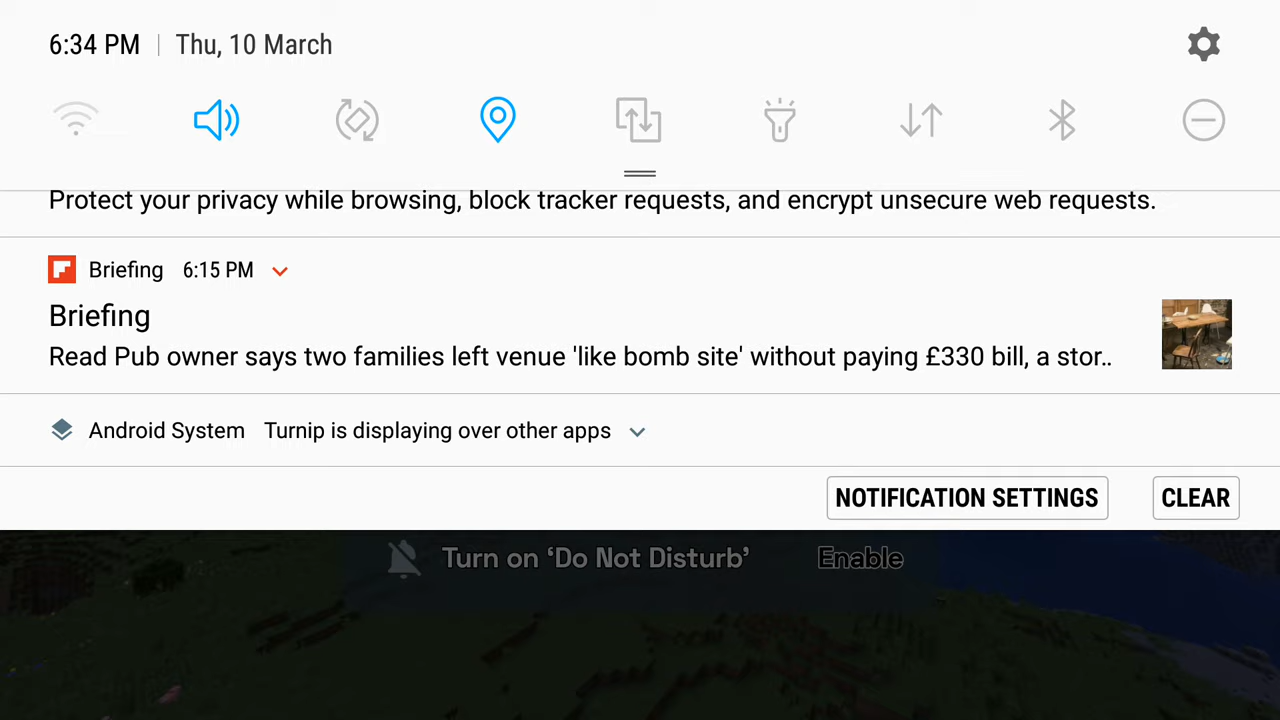 6:34 PM | Thu, 10 March
Protect your privacy while browsing, block tracker requests, and encrypt unsecure web requests.
Briefing 6:15 PM
Briefing
Read Pub owner says two families left venue 'like bomb site' without paying £330 bill, a stor..
Android System Turnip is displaying over other apps
NOTIFICATION SETTINGS CLEAR
Turn on ‘Do Not Disturb’ Enable